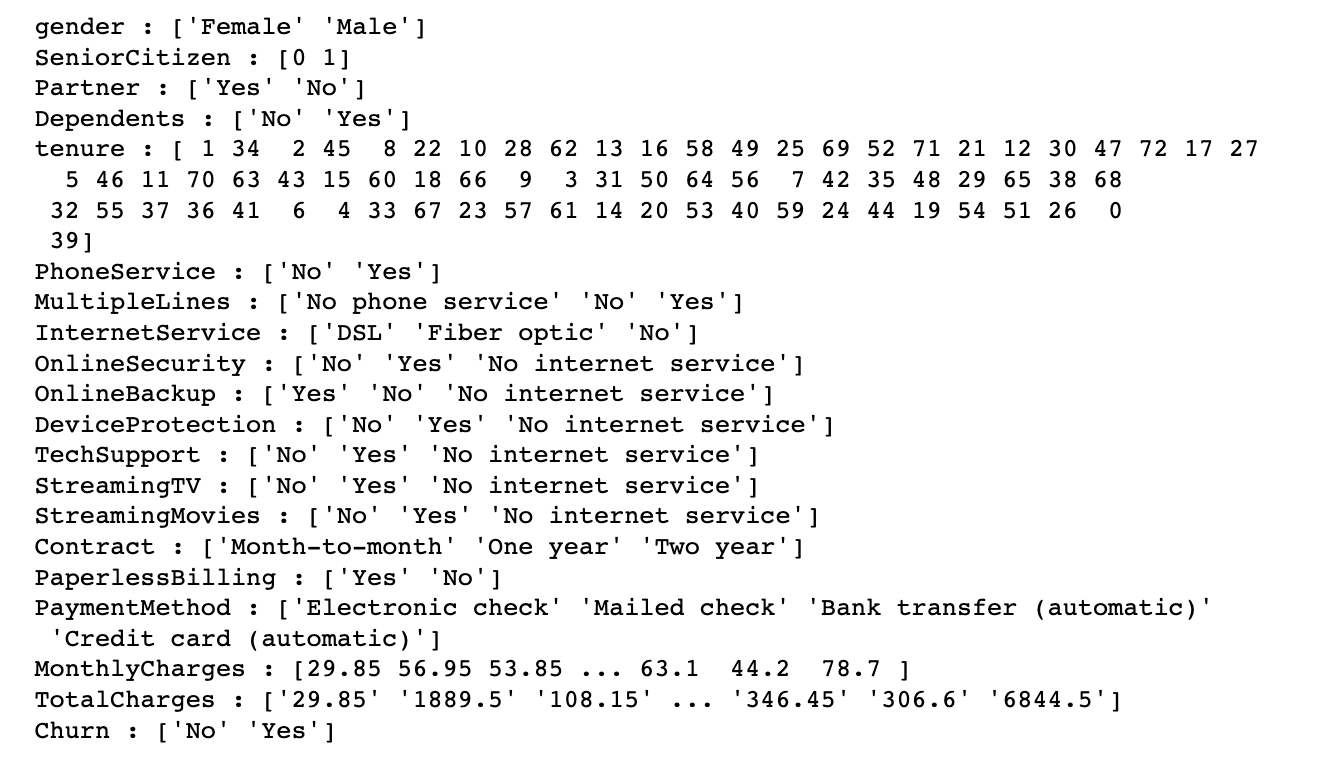 gender : ['Female' 'Male']
SeniorCitizen : [0 1]
Partner : ['Yes' 'No']
Dependents : ['No' 'Yes']
tenure : [ 1 34  2 45  8 22 10 28 62 13 16 58 49 25 69 52 71 21 12 30 47 72 17 27
  5 46 11 70 63 43 15 60 18 66  9  3 31 50 64 56  7 42 35 48 29 65 38 68
 32 55 37 36 41  6  4 33 67 23 57 61 14 20 53 40 59 24 44 19 54 51 26  0
 39]
PhoneService : ['No' 'Yes']
MultipleLines : ['No phone service' 'No' 'Yes']
InternetService : ['DSL' 'Fiber optic' 'No']
OnlineSecurity : ['No' 'Yes' 'No internet service']
OnlineBackup : ['Yes' 'No' 'No internet service']
DeviceProtection : ['No' 'Yes' 'No internet service']
TechSupport : ['No' 'Yes' 'No internet service']
StreamingTV : ['No' 'Yes' 'No internet service']
StreamingMovies : ['No' 'Yes' 'No internet service']
Contract : ['Month-to-month' 'One year' 'Two year']
PaperlessBilling : ['Yes' 'No']
PaymentMethod : ['Electronic check' 'Mailed check' 'Bank transfer (automatic)'
 'Credit card (automatic)']
MonthlyCharges : [29.85 56.95 53.85 ... 63.1  44.2  78.7 ]
TotalCharges : ['29.85' '1889.5' '108.15' ... '346.45' '306.6' '6844.5']
Churn : ['No' 'Yes']